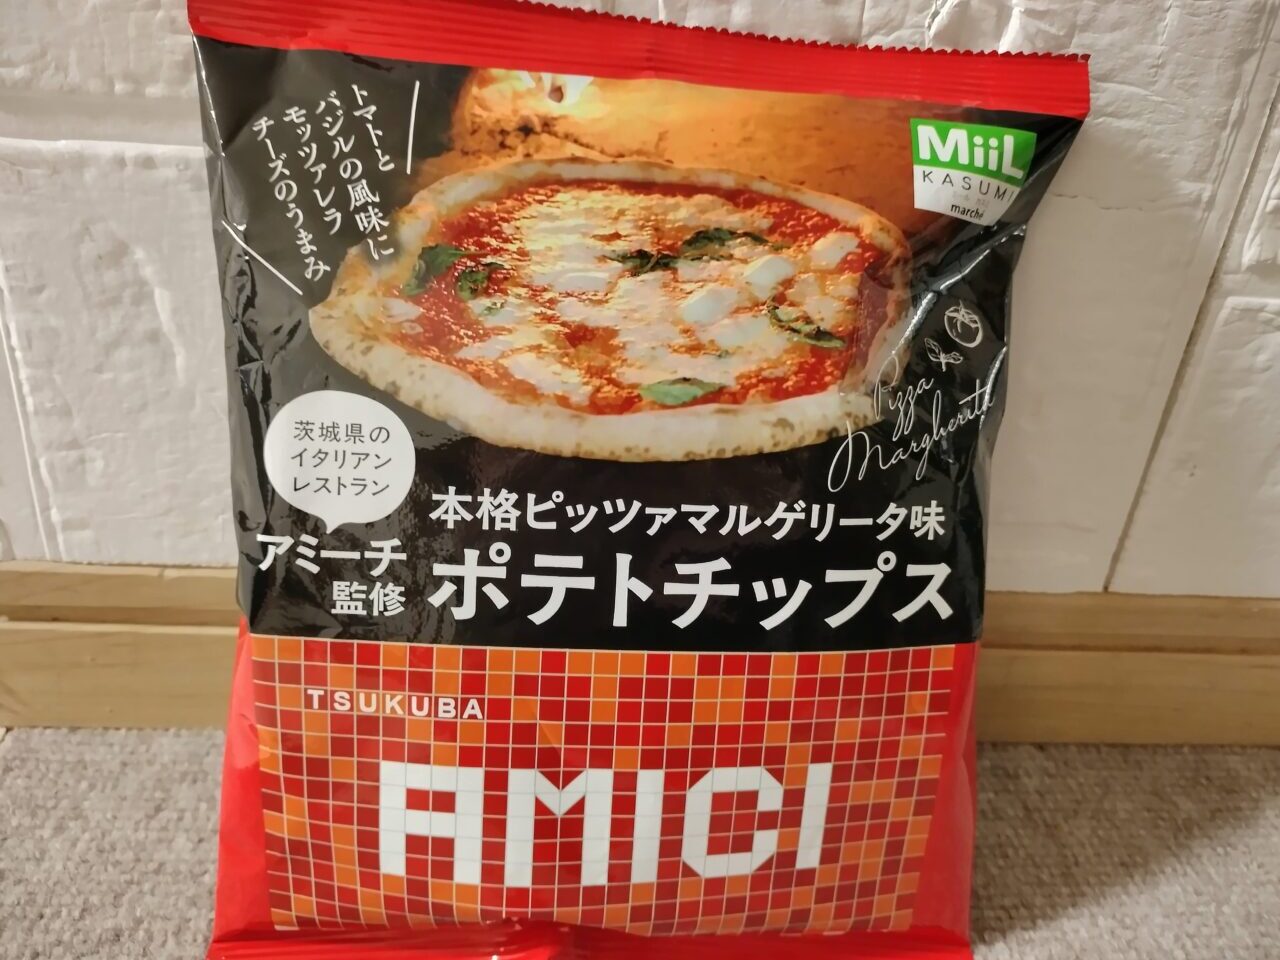 トマトと
バジルの風味に
モッツァレラ
チーズのうまみ
MiiL
KASUMI
marché
Pizza
Margherita
茨城県の
イタリアン
レストラン
アミーチ
監修
本格ピッツァマルゲリータ味
ポテトチップス
TSUKUBA
AMICI